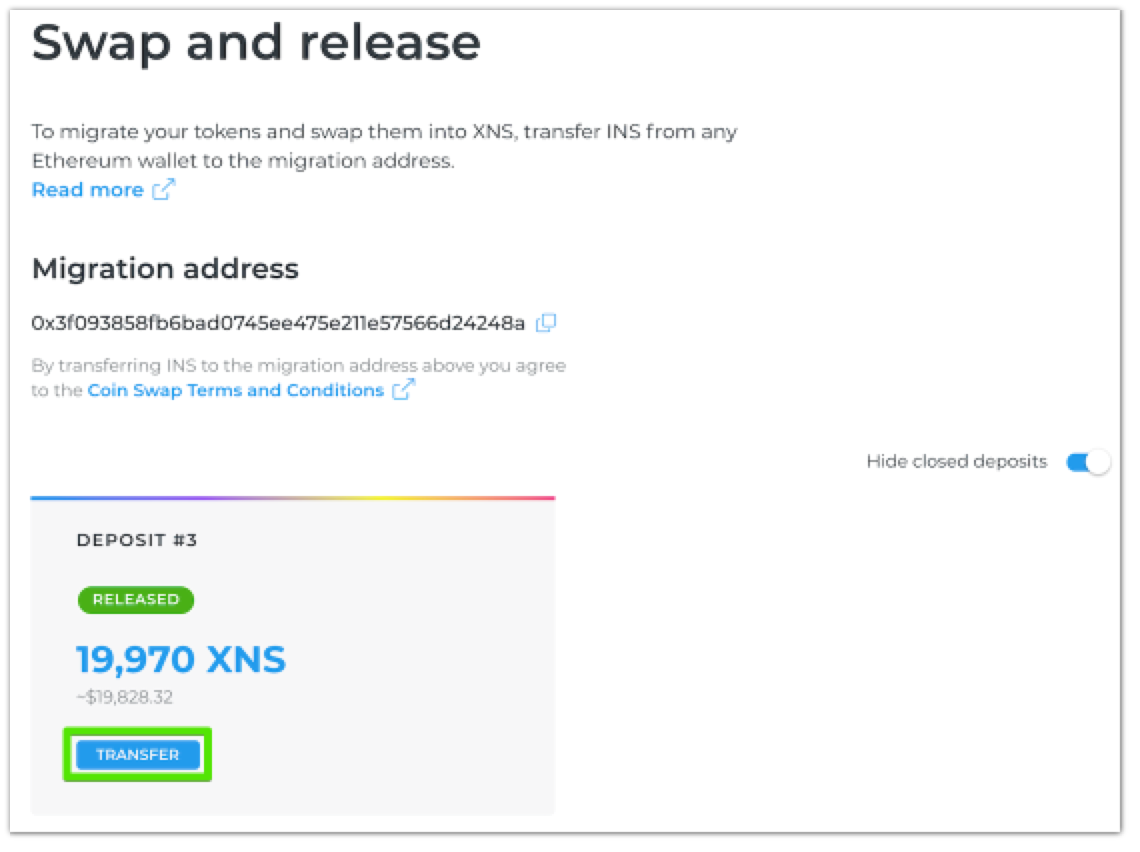 Swap and release
To migrate your tokens and swap them into XNS, transfer INS from any
Ethereum wallet to the migration address.
Read more
Migration address
0x3f093858fb6bad0745ee475e211e57566d24248a
By transferring INS to the migration address above you agree
to the Coin Swap Terms and Conditions
Hide closed deposits
DEPOSIT #3
RELEASED
19,970 XNS
~$19,828.32
TRANSFER